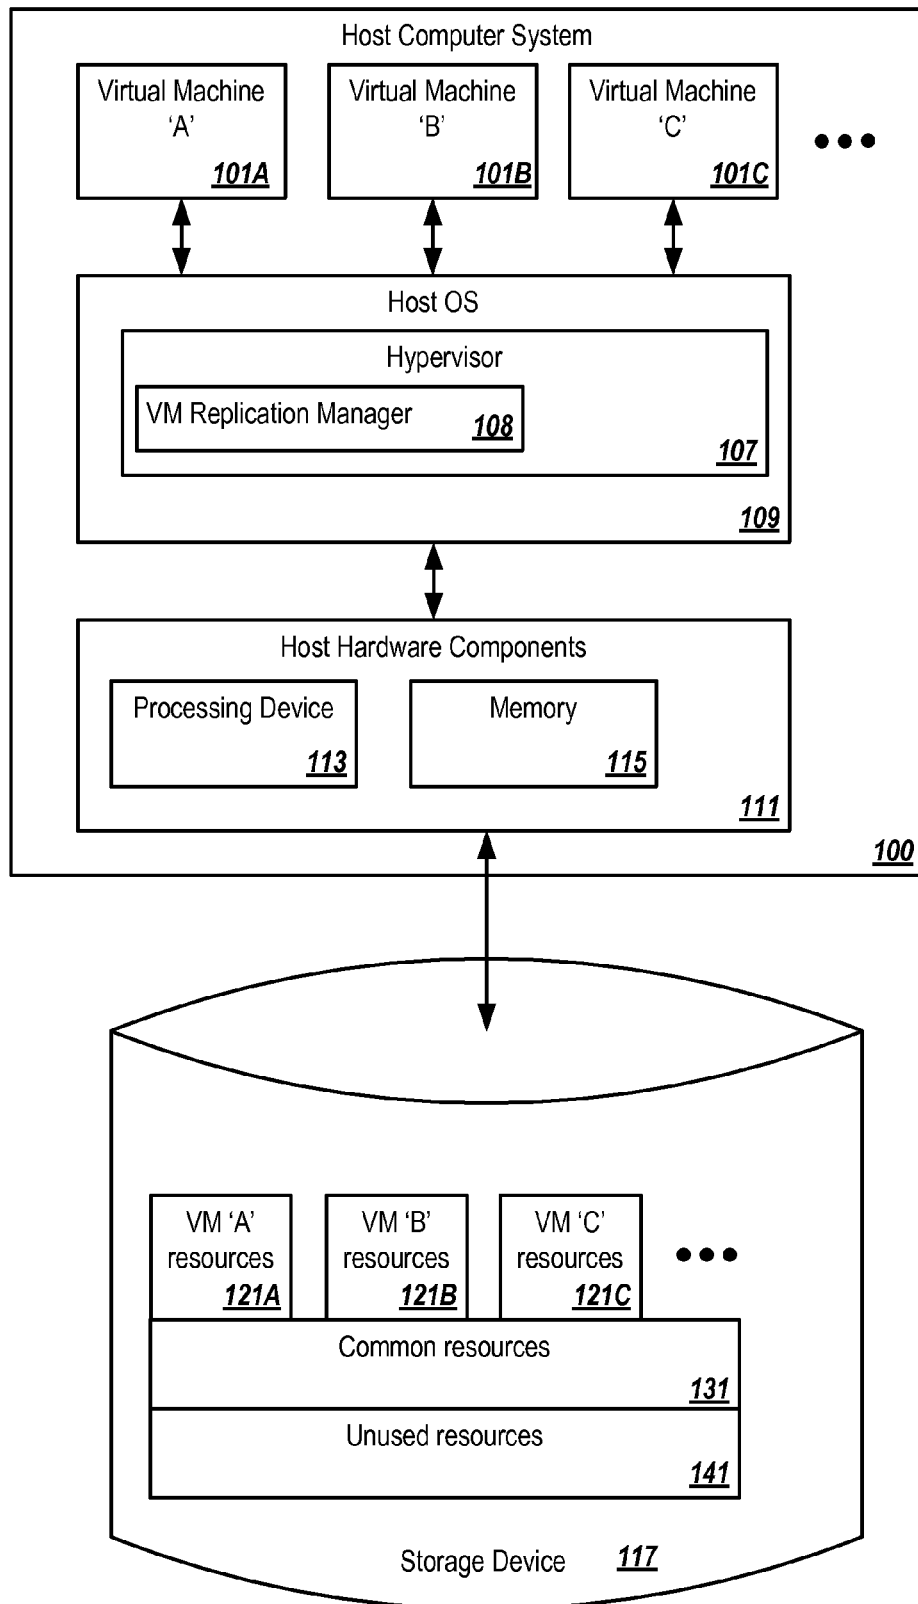 Host Computer System
Virtual Machine
‘A’
101A
Virtual Machine
‘B’
101B
Virtual Machine
‘C’
101C
Host OS
Hypervisor
VM Replication Manager
108
107
109
Host Hardware Components
Processing Device
113
Memory
115
111
100
VM ‘A’
resources
121A
VM ‘B’
resources
121B
VM ‘C’
resources
121C
Common resources
131
Unused resources
141
Storage Device 117